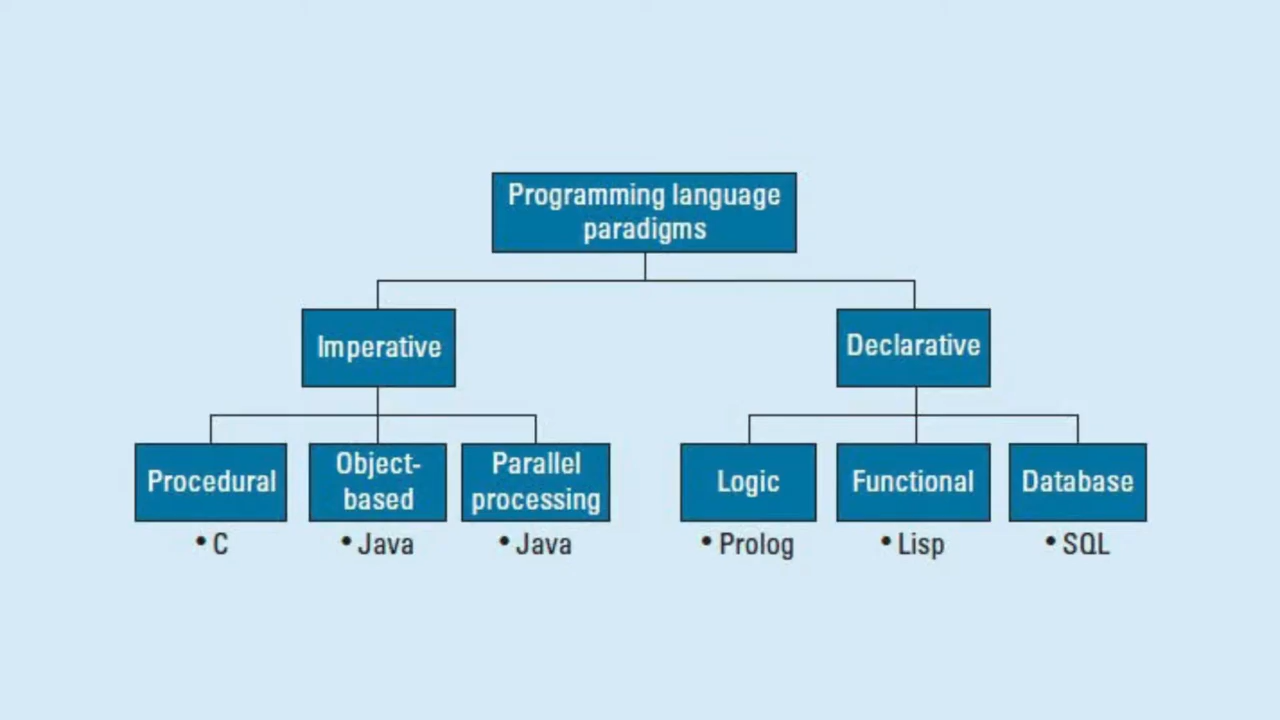 Programming language
paradigms
Imperative
Declarative
Procedural
Object-
based
Parallel
processing
Logic
Functional
Database
• C
• Java
• Java
• Prolog
• Lisp
• SQL